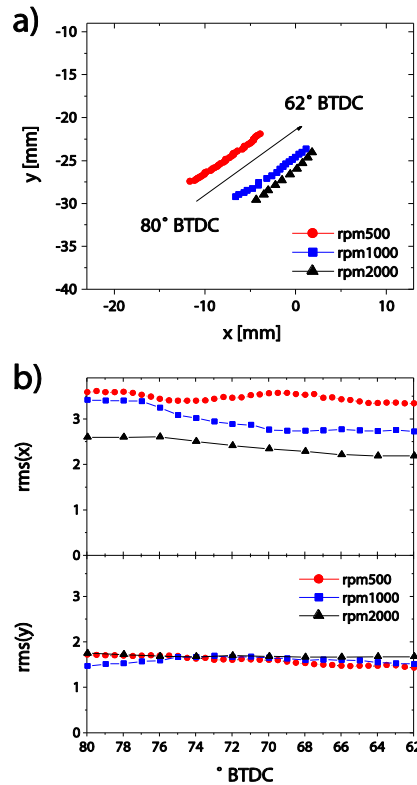 a)
-10
-15
-20
-25
-30
-35
-40
y [mm]
62° BTDC
80° BTDC
rpm500
rpm1000
rpm2000
-20 -10 0 10
x [mm]
b)
3
2
1
0
rms(x)
rpm500
rpm1000
rpm2000
3
2
1
0
rms(y)
80 78 76 74 72 70 68 66 64 62
° BTDC